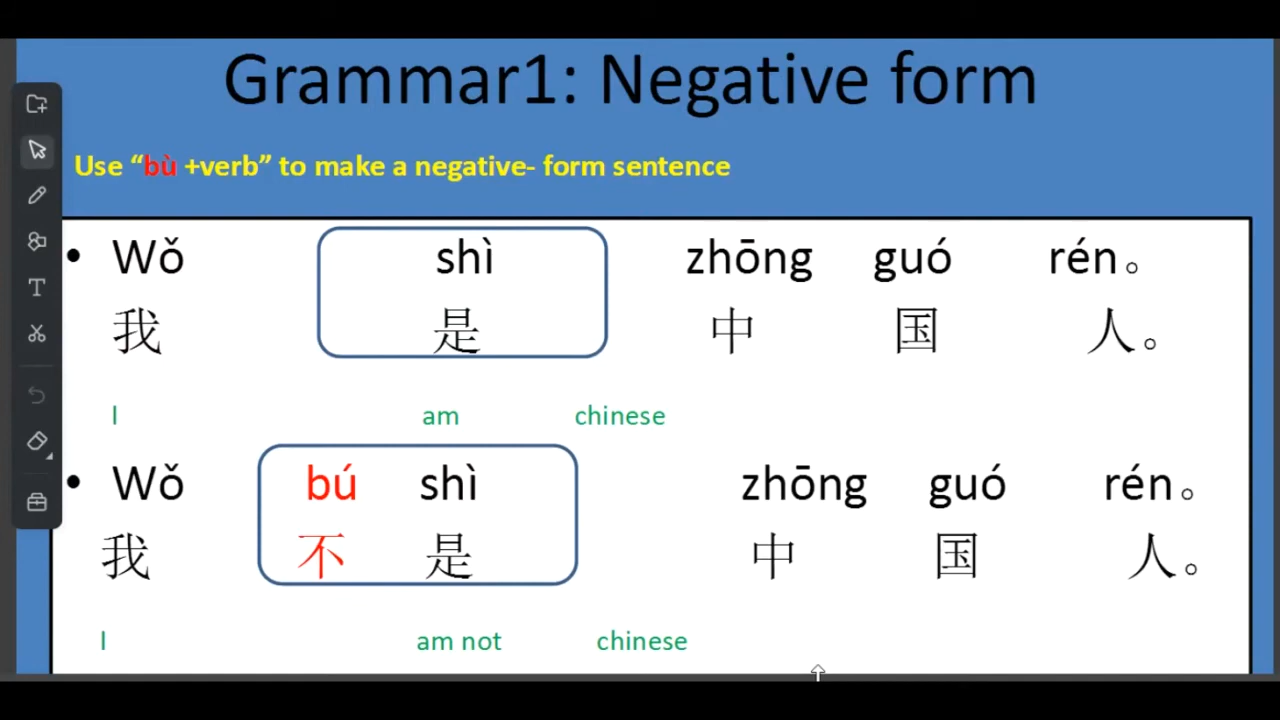 Grammar1: Negative form
Use “bù +verb” to make a negative- form sentence
• Wǒ shì zhōng guó rén。
我 是 中 国 人。
I am chinese
• Wǒ bú shì zhōng guó rén。
我 不 是 中 国 人。
I am not chinese